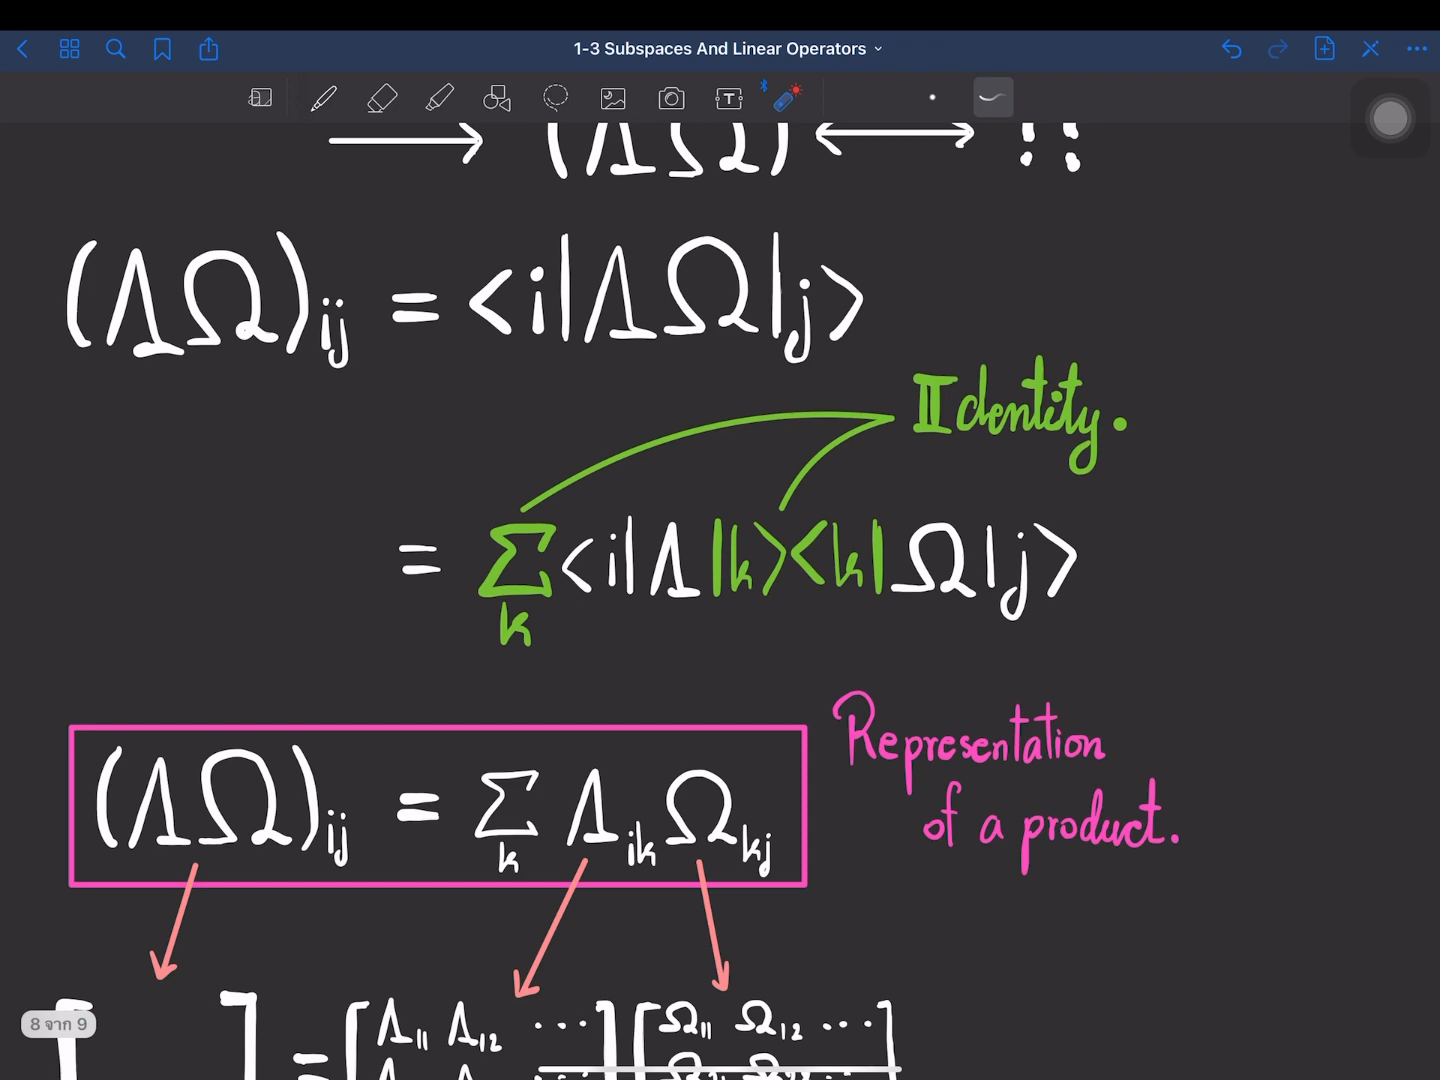 1-3 Subspaces And Linear Operators
(ΛΩ) ⟷ !!
(ΛΩ)ij = <i|ΛΩ|j>
𝕀dentity.
= Σk <i|Λ|k><k|Ω|j>
Representation
of a product.
(ΛΩ)ij = Σk Λik Ωkj
8 จาก 9
[ ] = [Λ11 Λ12 ...] [Ω11 Ω12 ...]